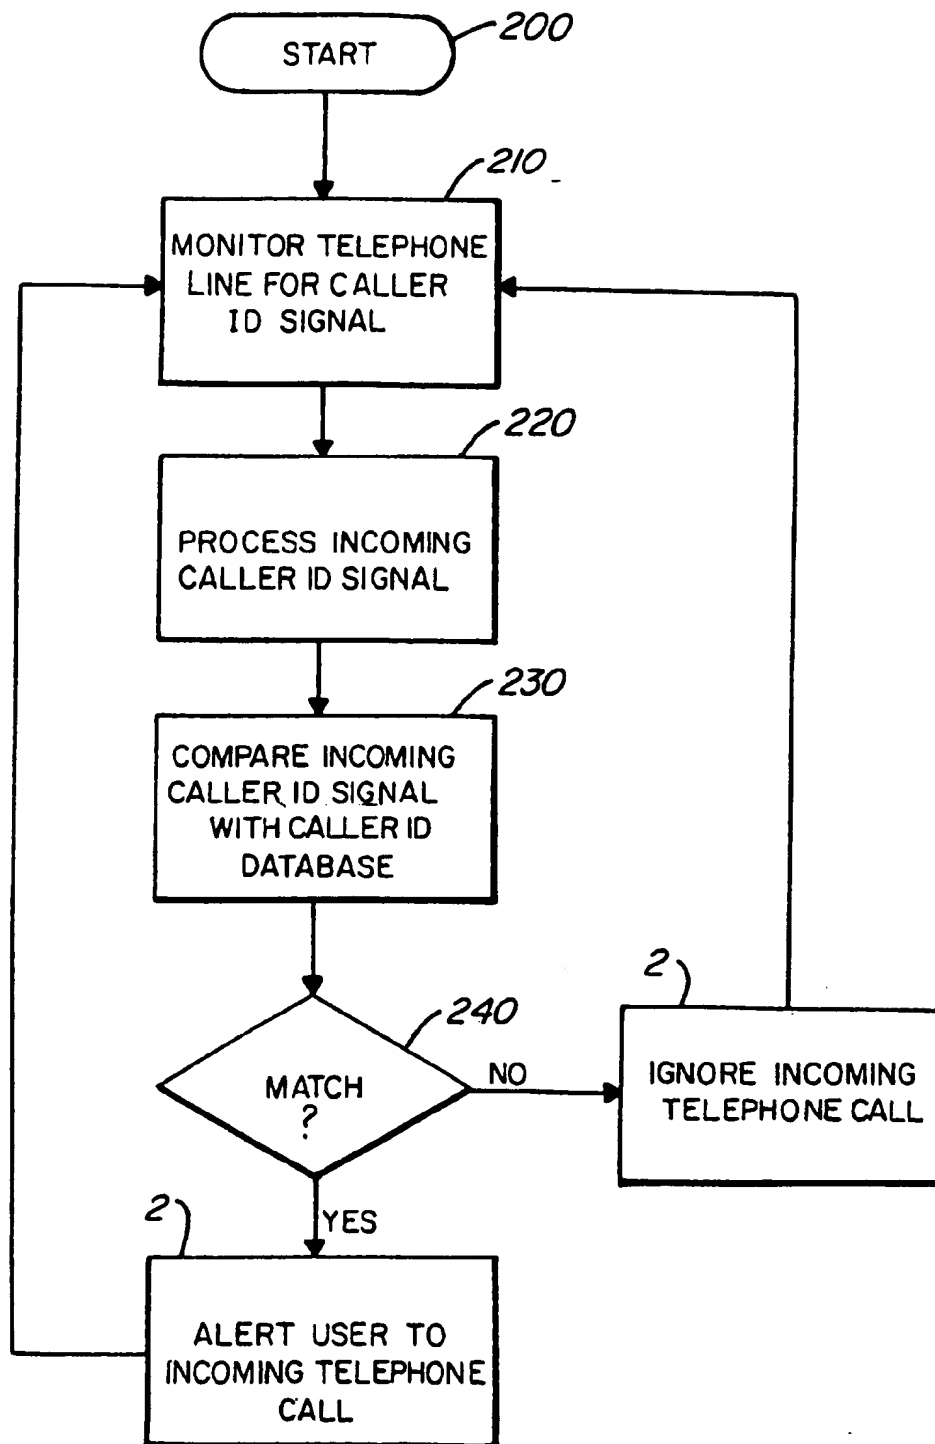 START
200
210
MONITOR TELEPHONE
LINE FOR CALLER
ID SIGNAL
220
PROCESS INCOMING
CALLER ID SIGNAL
230
COMPARE INCOMING
CALLER ID SIGNAL
WITH CALLER ID
DATABASE
240
MATCH
?
NO
2
IGNORE INCOMING
TELEPHONE CALL
YES
2
ALERT USER TO
INCOMING TELEPHONE
CALL